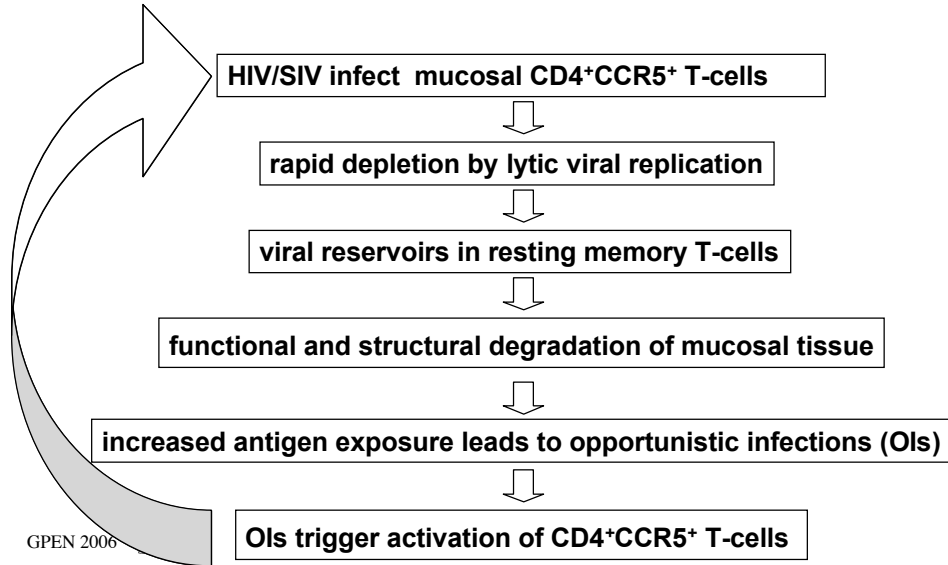 HIV/SIV infect mucosal CD4⁺CCR5⁺ T-cells
rapid depletion by lytic viral replication
viral reservoirs in resting memory T-cells
functional and structural degradation of mucosal tissue
increased antigen exposure leads to opportunistic infections (OIs)
OIs trigger activation of CD4⁺CCR5⁺ T-cells
GPEN 2006